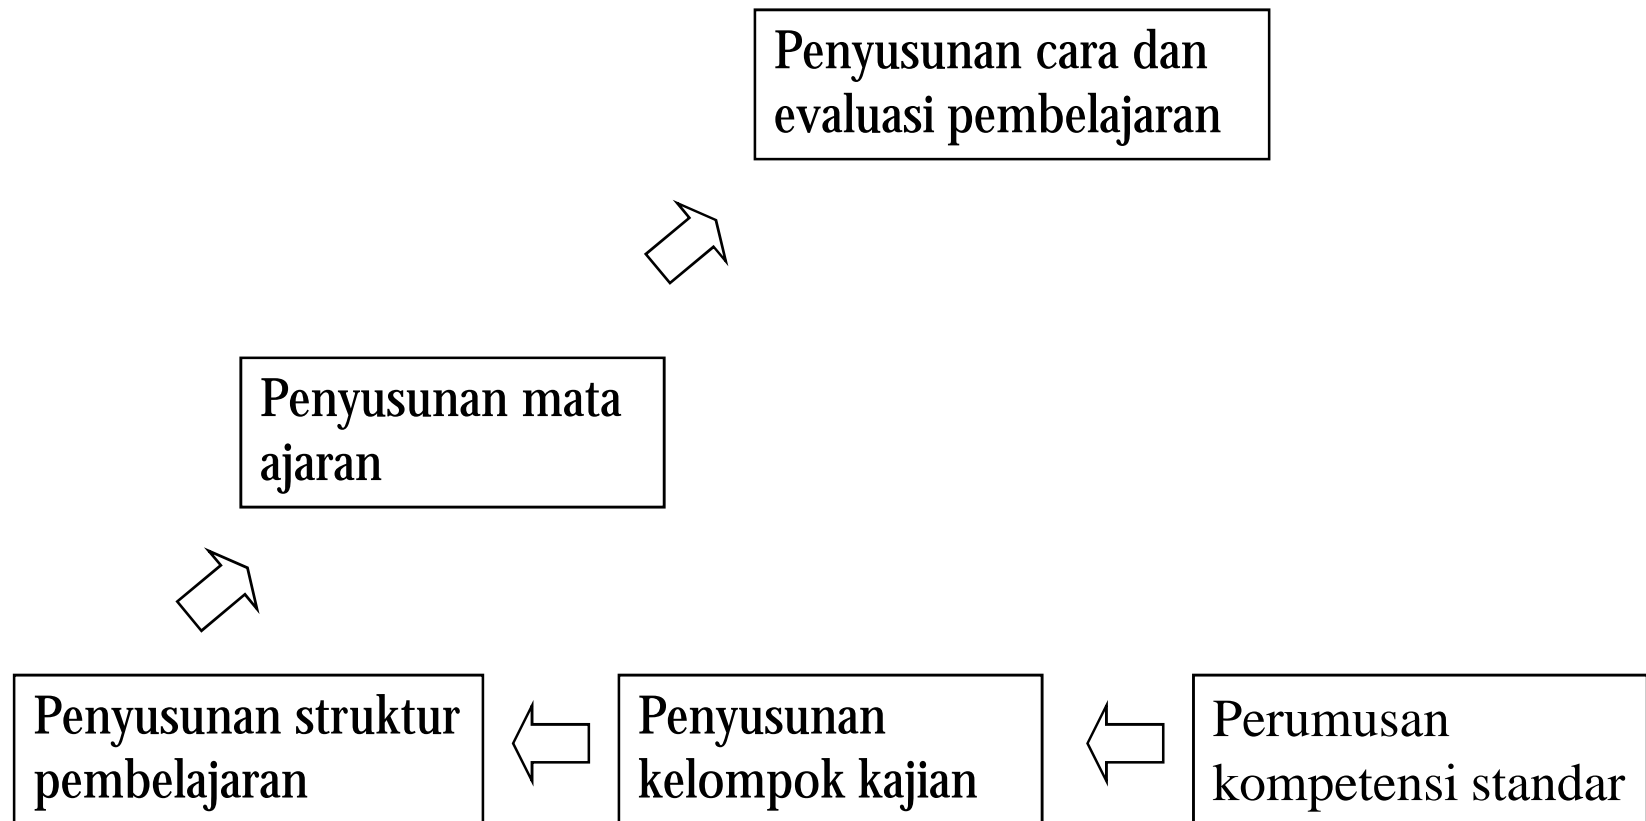 Penyusunan cara dan
evaluasi pembelajaran
Penyusunan mata
ajaran
Penyusunan struktur
pembelajaran
Penyusunan
kelompok kajian
Perumusan
kompetensi standar